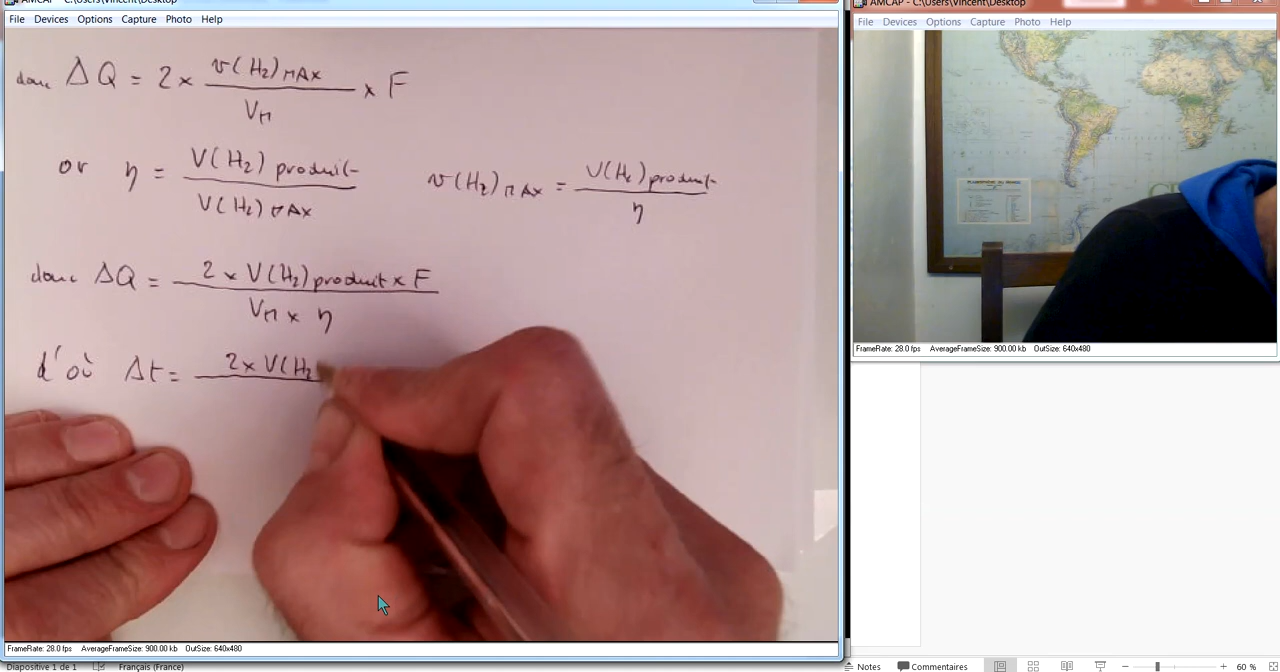 AMCAP - C:\Users\Vincent\Desktop
File Devices Options Capture Photo Help
donc ΔQ = 2 × v(H₂)MAX / VM × F
or η = V(H₂) produit / V(H₂) MAX
v(H₂) MAX = V(H₂) produit / η
donc ΔQ = 2 × V(H₂) produit × F / VM × η
d'où Δt = 2 × V(H₂
FrameRate: 28.0 fps AverageFrameSize: 900.00 kb OutSize: 640x480
Diapositive 1 de 1 Français (France)
AMCAP - C:\Users\Vincent\Desktop
File Devices Options Capture Photo Help
FrameRate: 28.0 fps AverageFrameSize: 900.00 kb OutSize: 640x480
Notes Commentaires 60 %